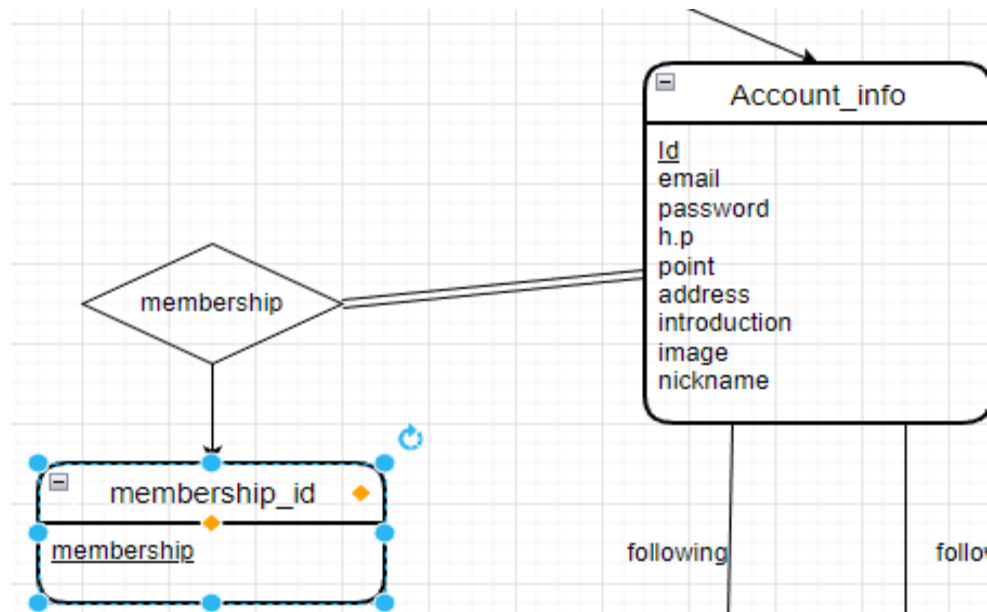 Account_info
Id
email
password
h.p
point
address
introduction
image
nickname
membership
membership_id
membership
following